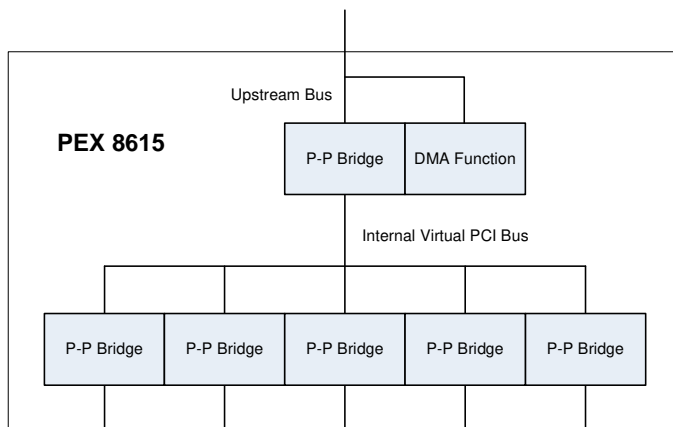 Upstream Bus
PEX 8615
P-P Bridge
DMA Function
Internal Virtual PCI Bus
P-P Bridge
P-P Bridge
P-P Bridge
P-P Bridge
P-P Bridge